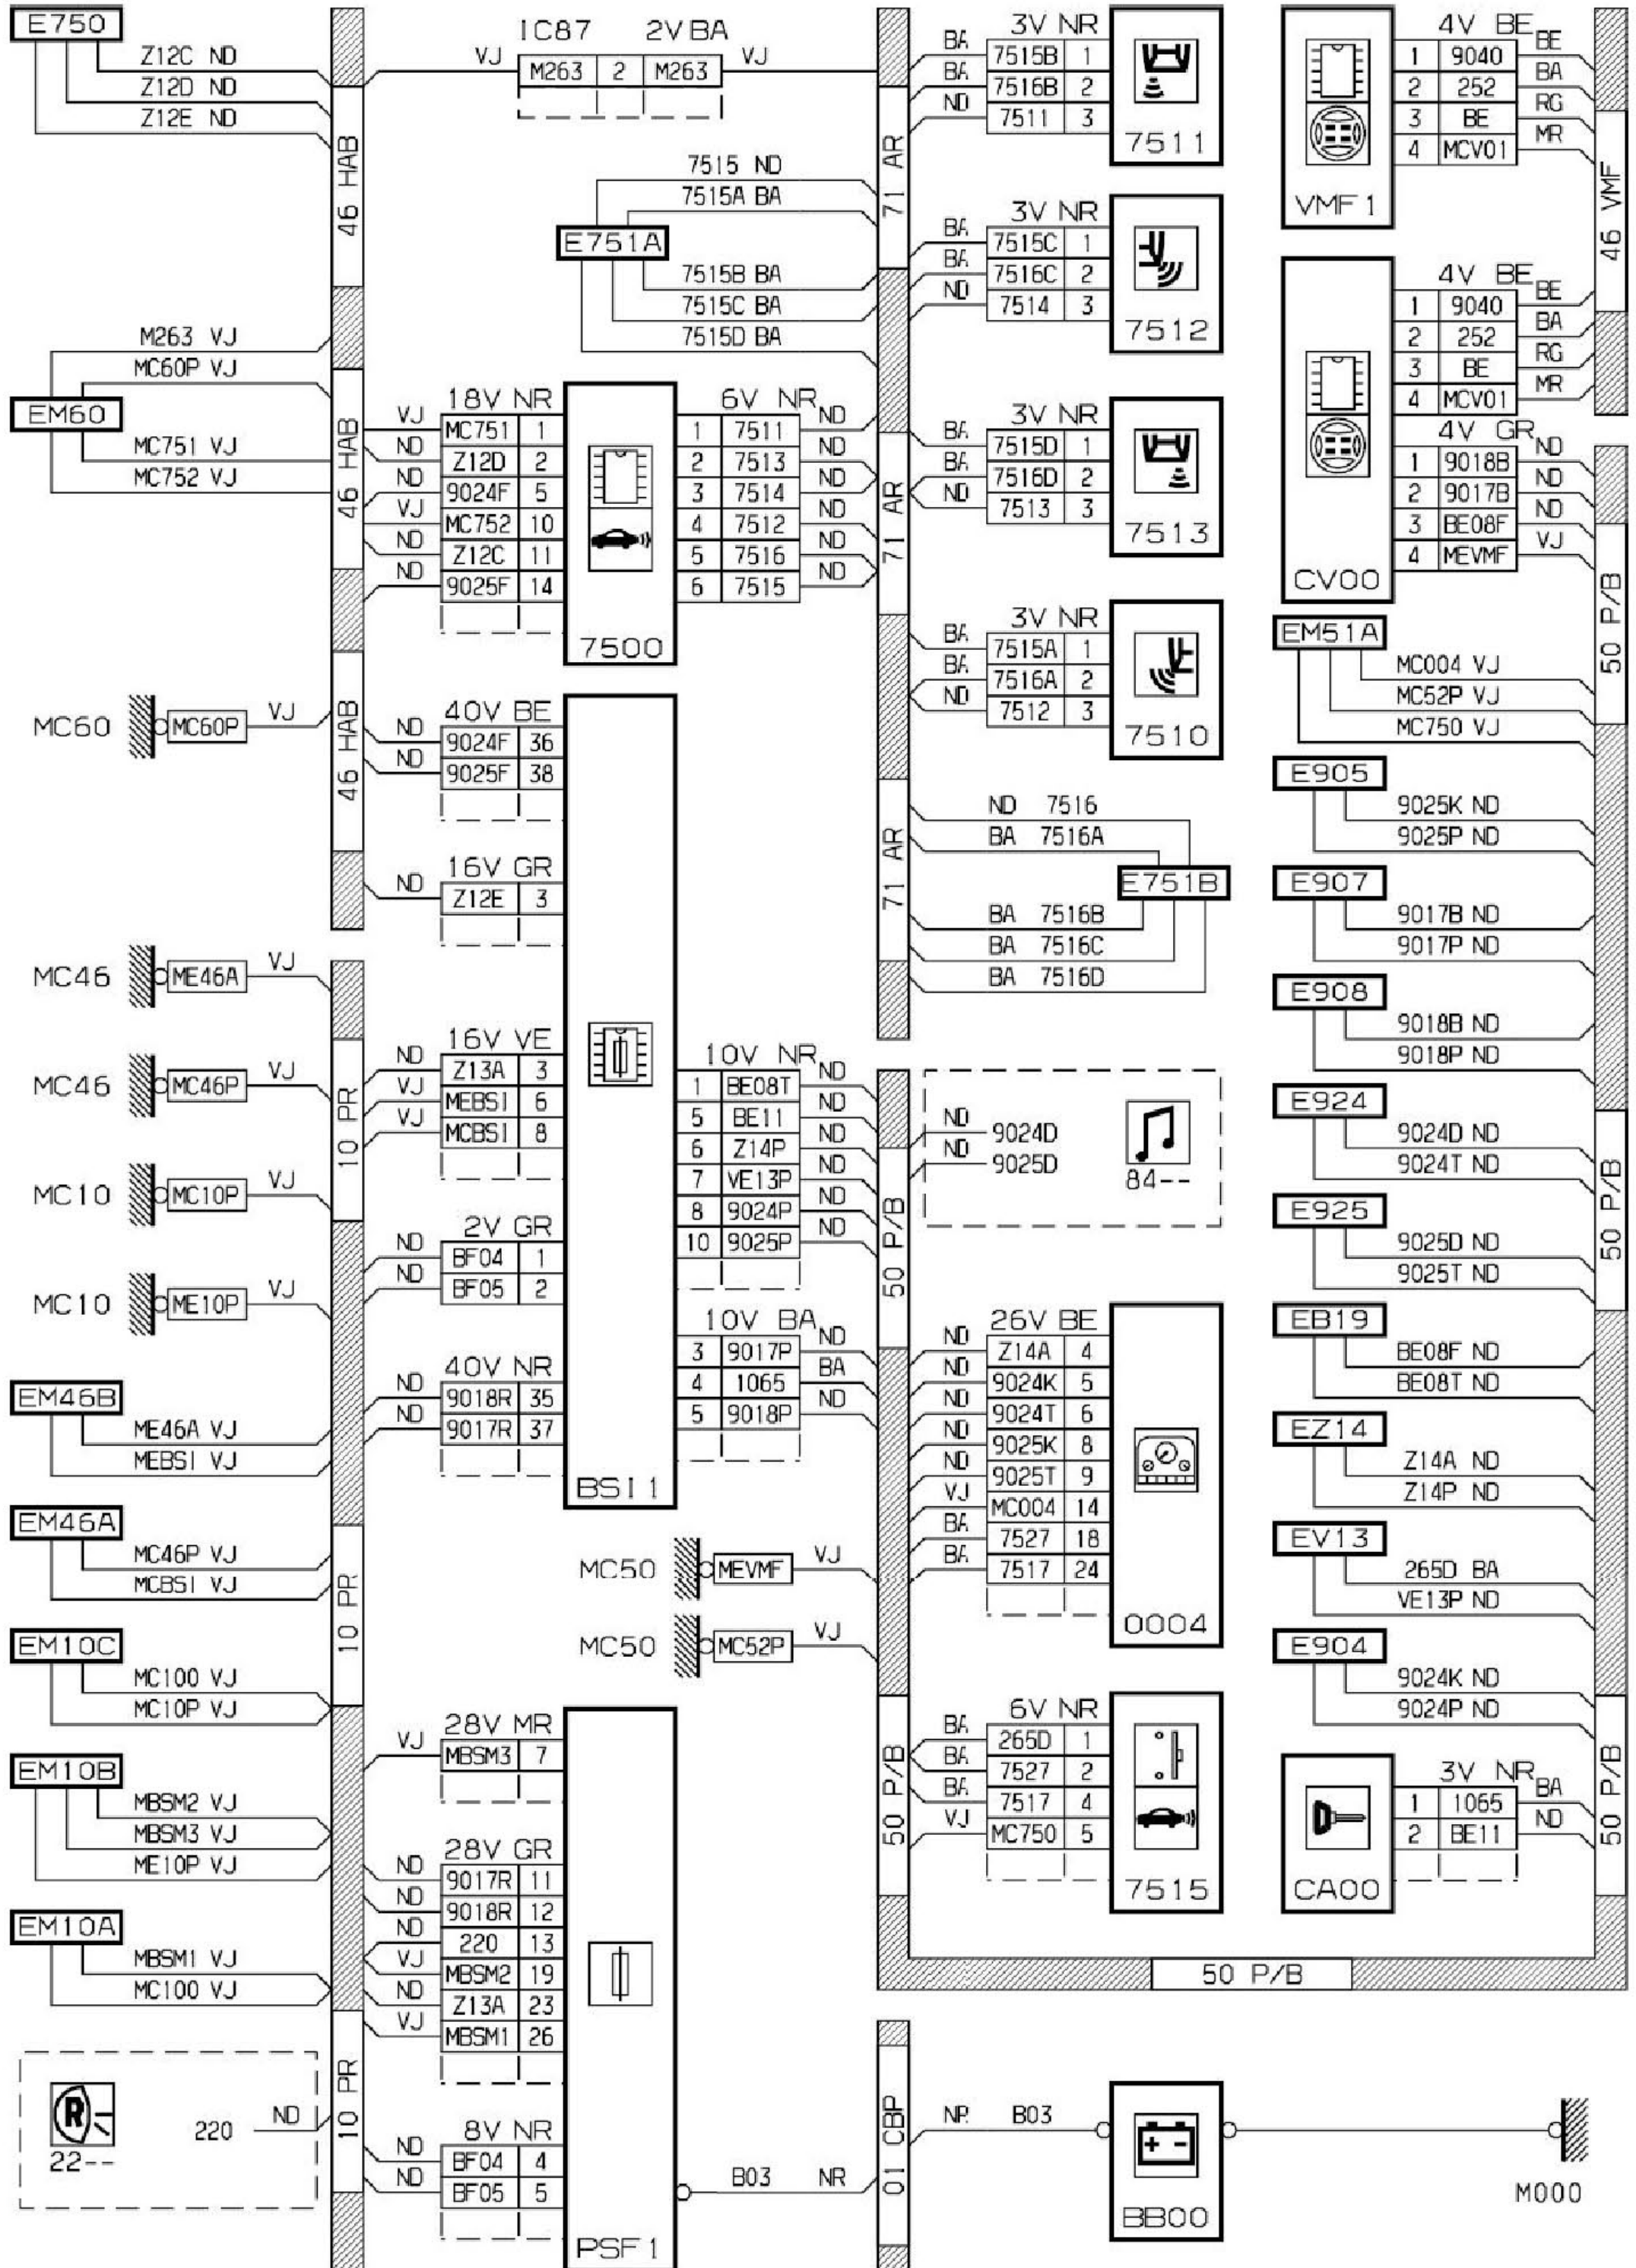 E750
Z12C ND
Z12D ND
Z12E ND
46 HAB
M263 VJ
MC60P VJ
EM60
MC751 VJ
MC752 VJ
46 HAB
MC60 MC60P VJ
46 HAB
MC46 ME46A VJ
MC46 MC46P VJ
10 PR
MC10 MC10P VJ
MC10 ME10P VJ
EM46B
ME46A VJ
MEBSI VJ
EM46A
MC46P VJ
MCBSI VJ
10 PR
EM10C
MC100 VJ
MC10P VJ
EM10B
MBSM2 VJ
MBSM3 VJ
ME10P VJ
EM10A
MBSM1 VJ
MC100 VJ
10 PR
R
220 ND
22--
IC87 2V BA
VJ M263 2 M263 VJ
7515 ND
7515A BA
E751A
7515B BA
7515C BA
7515D BA
18V NR
VJ MC751 1
ND Z12D 2
ND 9024F 5
VJ MC752 10
ND Z12C 11
ND 9025F 14
7500
6V NR
1 7511 ND
2 7513 ND
3 7514 ND
4 7512 ND
5 7516 ND
6 7515 ND
40V BE
ND 9024F 36
ND 9025F 38
16V GR
ND Z12E 3
16V VE
ND Z13A 3
VJ MEBSI 6
VJ MCBSI 8
2V GR
ND BF04 1
ND BF05 2
40V NR
ND 9018R 35
ND 9017R 37
BSI1
10V NR
1 BE08T ND
5 BE11 ND
6 Z14P ND
7 VE13P ND
8 9024P ND
10 9025P ND
10V BA
3 9017P ND
4 1065 BA
5 9018P ND
MC50 MEVMF VJ
MC50 MC52P VJ
28V MR
VJ MBSM3 7
28V GR
ND 9017R 11
ND 9018R 12
ND 220 13
VJ MBSM2 19
ND Z13A 23
VJ MBSM1 26
8V NR
ND BF04 4
ND BF05 5
PSF1
B03 NR
71 AR
3V NR
BA 7515B 1
BA 7516B 2
ND 7511 3
7511
3V NR
BA 7515C 1
BA 7516C 2
ND 7514 3
7512
71 AR
3V NR
BA 7515D 1
BA 7516D 2
ND 7513 3
7513
3V NR
BA 7515A 1
BA 7516A 2
ND 7512 3
7510
71 AR
ND 7516
BA 7516A
E751B
BA 7516B
BA 7516C
BA 7516D
50 P/B
ND 9024D
ND 9025D
84--
26V BE
ND Z14A 4
ND 9024K 5
ND 9024T 6
ND 9025K 8
ND 9025T 9
VJ MC004 14
BA 7527 18
BA 7517 24
0004
50 P/B
6V NR
BA 265D 1
BA 7527 2
BA 7517 4
VJ MC750 5
7515
50 P/B
01 CBP
NR B03
+ -
BB00
M000
4V BE
1 9040 BE
2 252 BA
3 BE RG
4 MCV01 MR
VMF1
46 VMF
4V BE
1 9040 BE
2 252 BA
3 BE RG
4 MCV01 MR
4V GR
1 9018B ND
2 9017B ND
3 BE08F ND
4 MEVMF VJ
CV00
50 P/B
EM51A
MC004 VJ
MC52P VJ
MC750 VJ
E905
9025K ND
9025P ND
E907
9017B ND
9017P ND
E908
9018B ND
9018P ND
E924
9024D ND
9024T ND
50 P/B
E925
9025D ND
9025T ND
EB19
BE08F ND
BE08T ND
EZ14
Z14A ND
Z14P ND
EV13
265D BA
VE13P ND
E904
9024K ND
9024P ND
50 P/B
3V NR
1 1065 BA
2 BE11 ND
CA00